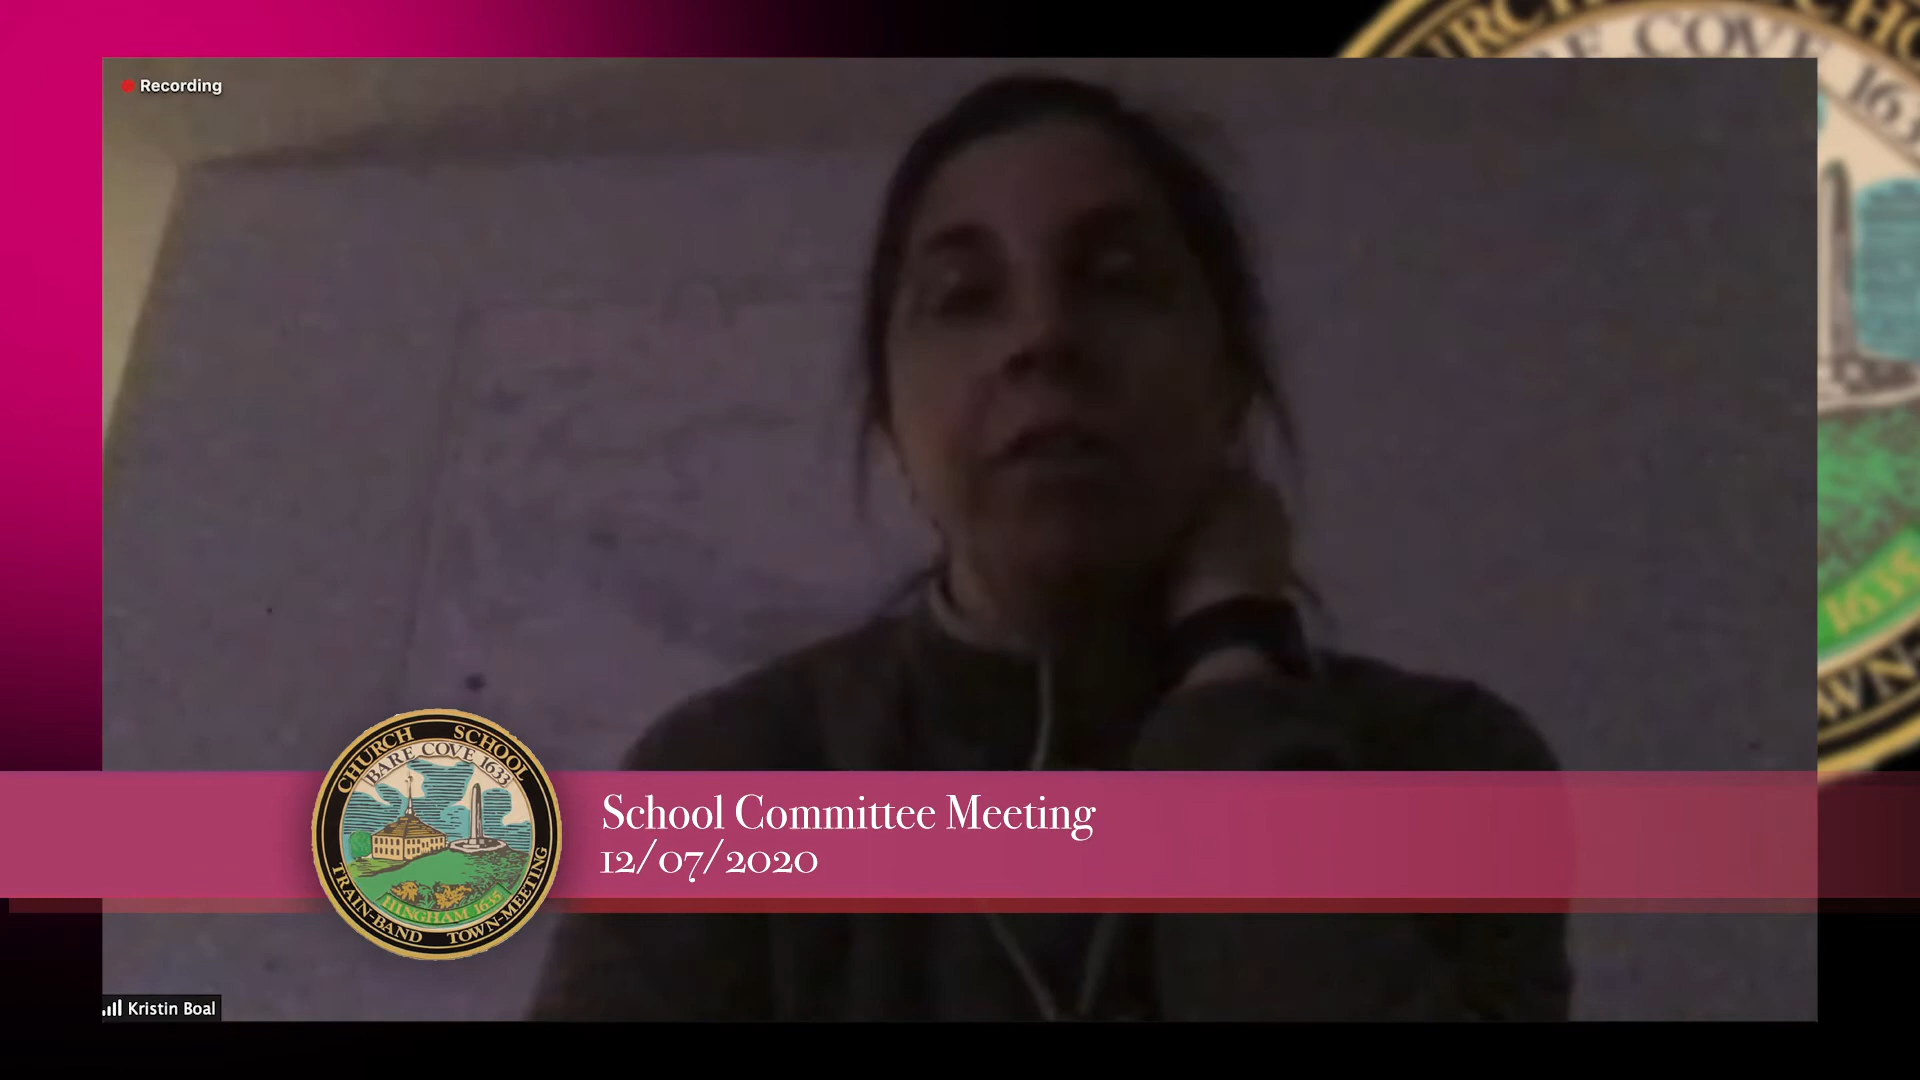 Recording
School Committee Meeting
12/07/2020
CHURCH SCHOOL
BARE COVE 1633
HINGHAM 1635
TRAIN-BAND TOWN-MEETING
Kristin Boal